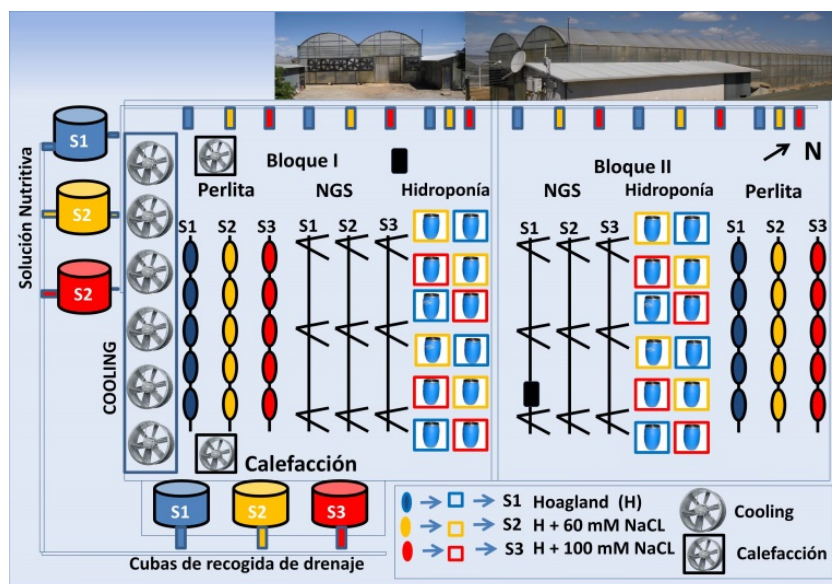 Solución Nutritiva
S1
S2
S2
COOLING
Bloque I
Perlita
NGS
Hidroponía
S1 S2 S3 S1 S2 S3
Calefacción
Bloque II
N
NGS
Hidroponía
Perlita
S1 S2 S3
S1 S2 S3
S1
S2
S3
Cubas de recogida de drenaje
S1 Hoagland (H)
S2 H + 60 mM NaCL
S3 H + 100 mM NaCL
Cooling
Calefacción